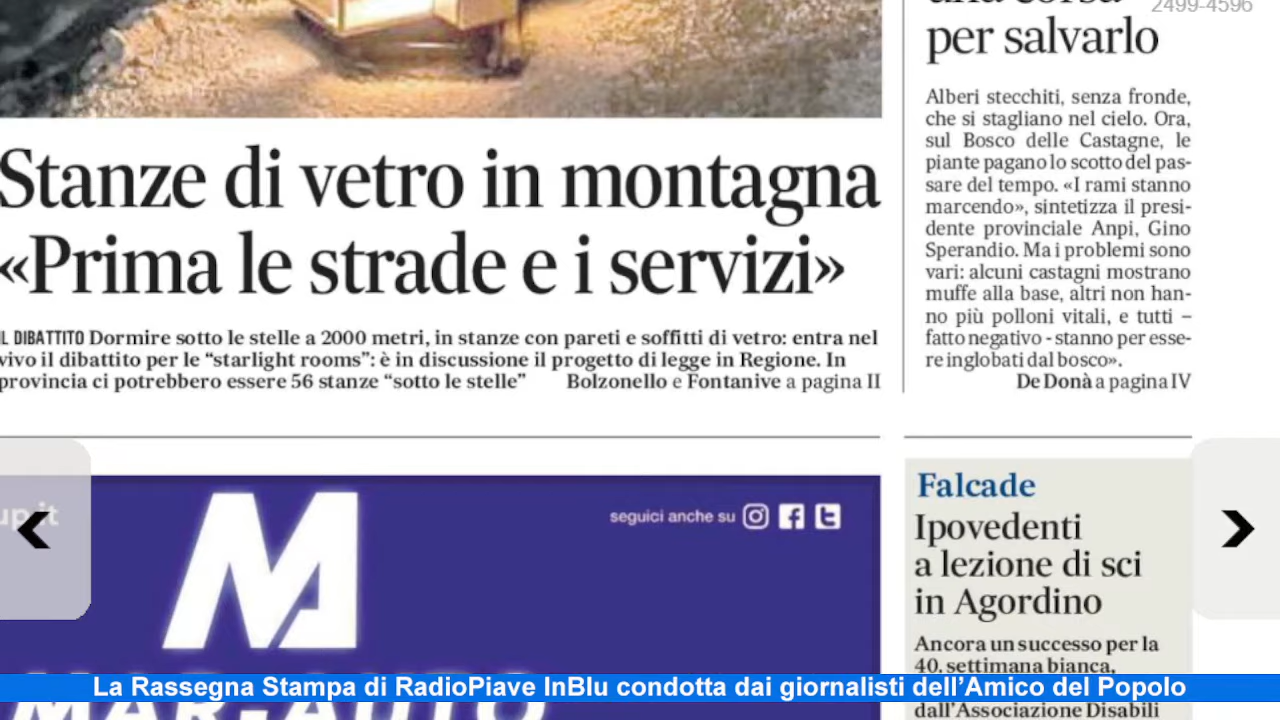 Stanze di vetro in montagna
«Prima le strade e i servizi»
IL DIBATTITO Dormire sotto le stelle a 2000 metri, in stanze con pareti e soffitti di vetro: entra nel
vivo il dibattito per le “starlight rooms”: è in discussione il progetto di legge in Regione. In
provincia ci potrebbero essere 56 stanze “sotto le stelle” Bolzonello e Fontanive a pagina II
2499-4596
una corsa
per salvarlo
Alberi stecchiti, senza fronde,
che si stagliano nel cielo. Ora,
sul Bosco delle Castagne, le
piante pagano lo scotto del pas-
sare del tempo. «I rami stanno
marcendo», sintetizza il presi-
dente provinciale Anpi, Gino
Sperandio. Ma i problemi sono
vari: alcuni castagni mostrano
muffe alla base, altri non han-
no più polloni vitali, e tutti –
fatto negativo - stanno per esse-
re inglobati dal bosco».
De Donà a pagina IV
up.it
seguici anche su
MAR-AUTO
Falcade
Ipovedenti
a lezione di sci
in Agordino
Ancora un successo per la
40. settimana bianca,
dall’Associazione Disabili
La Rassegna Stampa di RadioPiave InBlu condotta dai giornalisti dell’Amico del Popolo